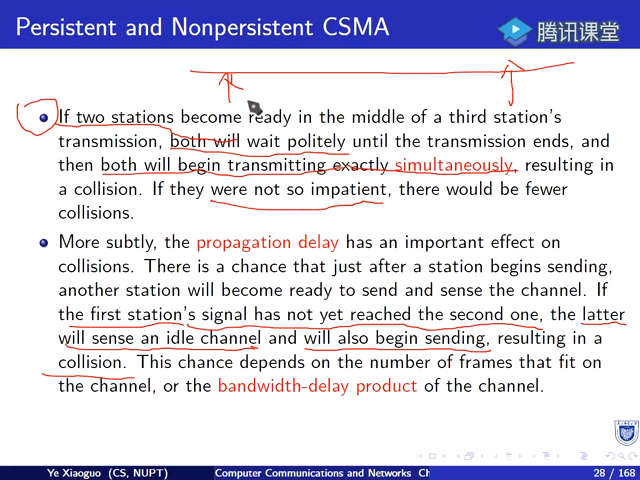 Persistent and Nonpersistent CSMA
腾讯课堂
If two stations become ready in the middle of a third station's
transmission, both will wait politely until the transmission ends, and
then both will begin transmitting exactly simultaneously, resulting in
a collision. If they were not so impatient, there would be fewer
collisions.
More subtly, the propagation delay has an important effect on
collisions. There is a chance that just after a station begins sending,
another station will become ready to send and sense the channel. If
the first station's signal has not yet reached the second one, the latter
will sense an idle channel and will also begin sending, resulting in a
collision. This chance depends on the number of frames that fit on
the channel, or the bandwidth-delay product of the channel.
Ye Xiaoguo (CS, NUPT) Computer Communications and Networks Ch 28 / 168